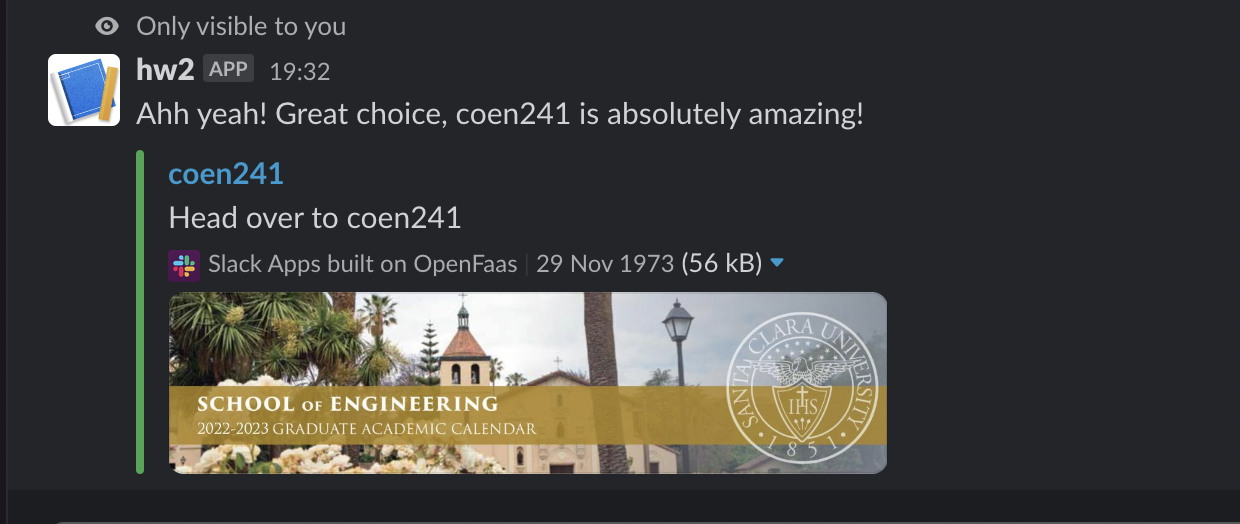 Only visible to you
hw2 APP 19:32
Ahh yeah! Great choice, coen241 is absolutely amazing!
coen241
Head over to coen241
Slack Apps built on OpenFaas | 29 Nov 1973 (56 kB)
SCHOOL OF ENGINEERING
2022-2023 GRADUATE ACADEMIC CALENDAR
SANTA CLARA UNIVERSITY
IHS
1851